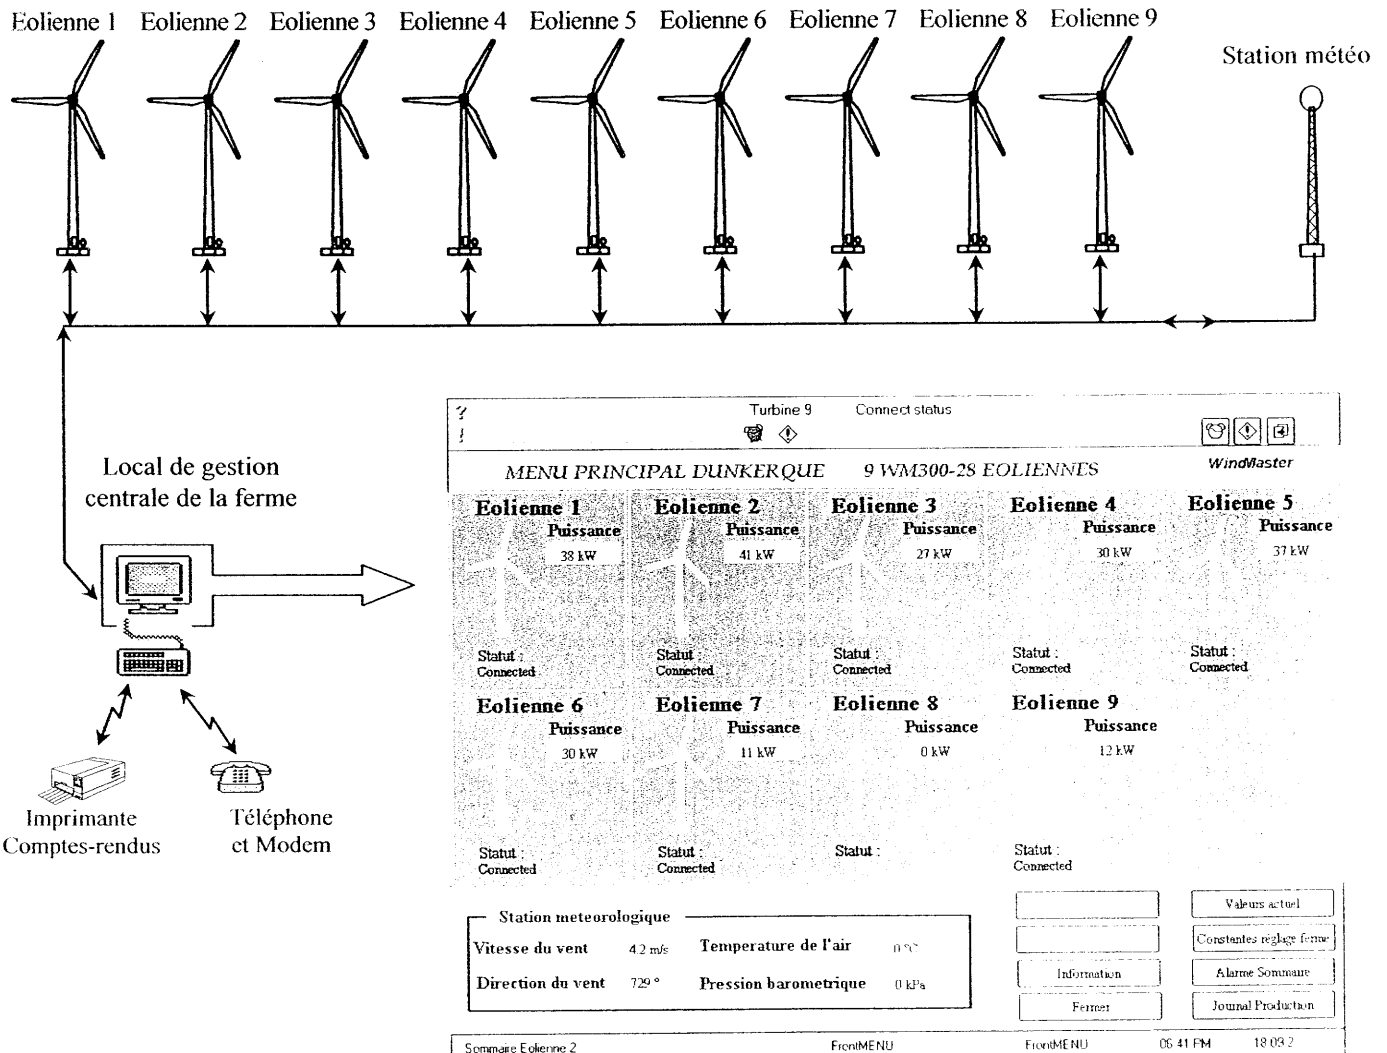 Eolienne 1 Eolienne 2 Eolienne 3 Eolienne 4 Eolienne 5 Eolienne 6 Eolienne 7 Eolienne 8 Eolienne 9
Station météo
Local de gestion
centrale de la ferme
Imprimante
Comptes-rendus
Téléphone
et Modem
?
!
Turbine 9 Connect status
MENU PRINCIPAL DUNKERQUE 9 WM300-28 EOLIENNES
WindMaster
Eolienne 1 Eolienne 2 Eolienne 3 Eolienne 4 Eolienne 5
Puissance Puissance Puissance Puissance Puissance
38 kW 41 kW 27 kW 30 kW 37 kW
Statut : Statut : Statut : Statut : Statut :
Connected Connected Connected Connected Connected
Eolienne 6 Eolienne 7 Eolienne 8 Eolienne 9
Puissance Puissance Puissance Puissance
30 kW 11 kW 0 kW 12 kW
Statut : Statut : Statut : Statut :
Connected Connected Connected
Station meteorologique
Vitesse du vent 4.2 m/s Temperature de l'air 0 °C
Direction du vent 729 ° Pression barometrique 0 kPa
Valeurs actuel
Constantes réglage ferme
Information Alarme Sommaire
Fermer Journal Production
Sommaire Eolienne 2 FrontMENU FrontMENU 06 41 PM 18 09 2